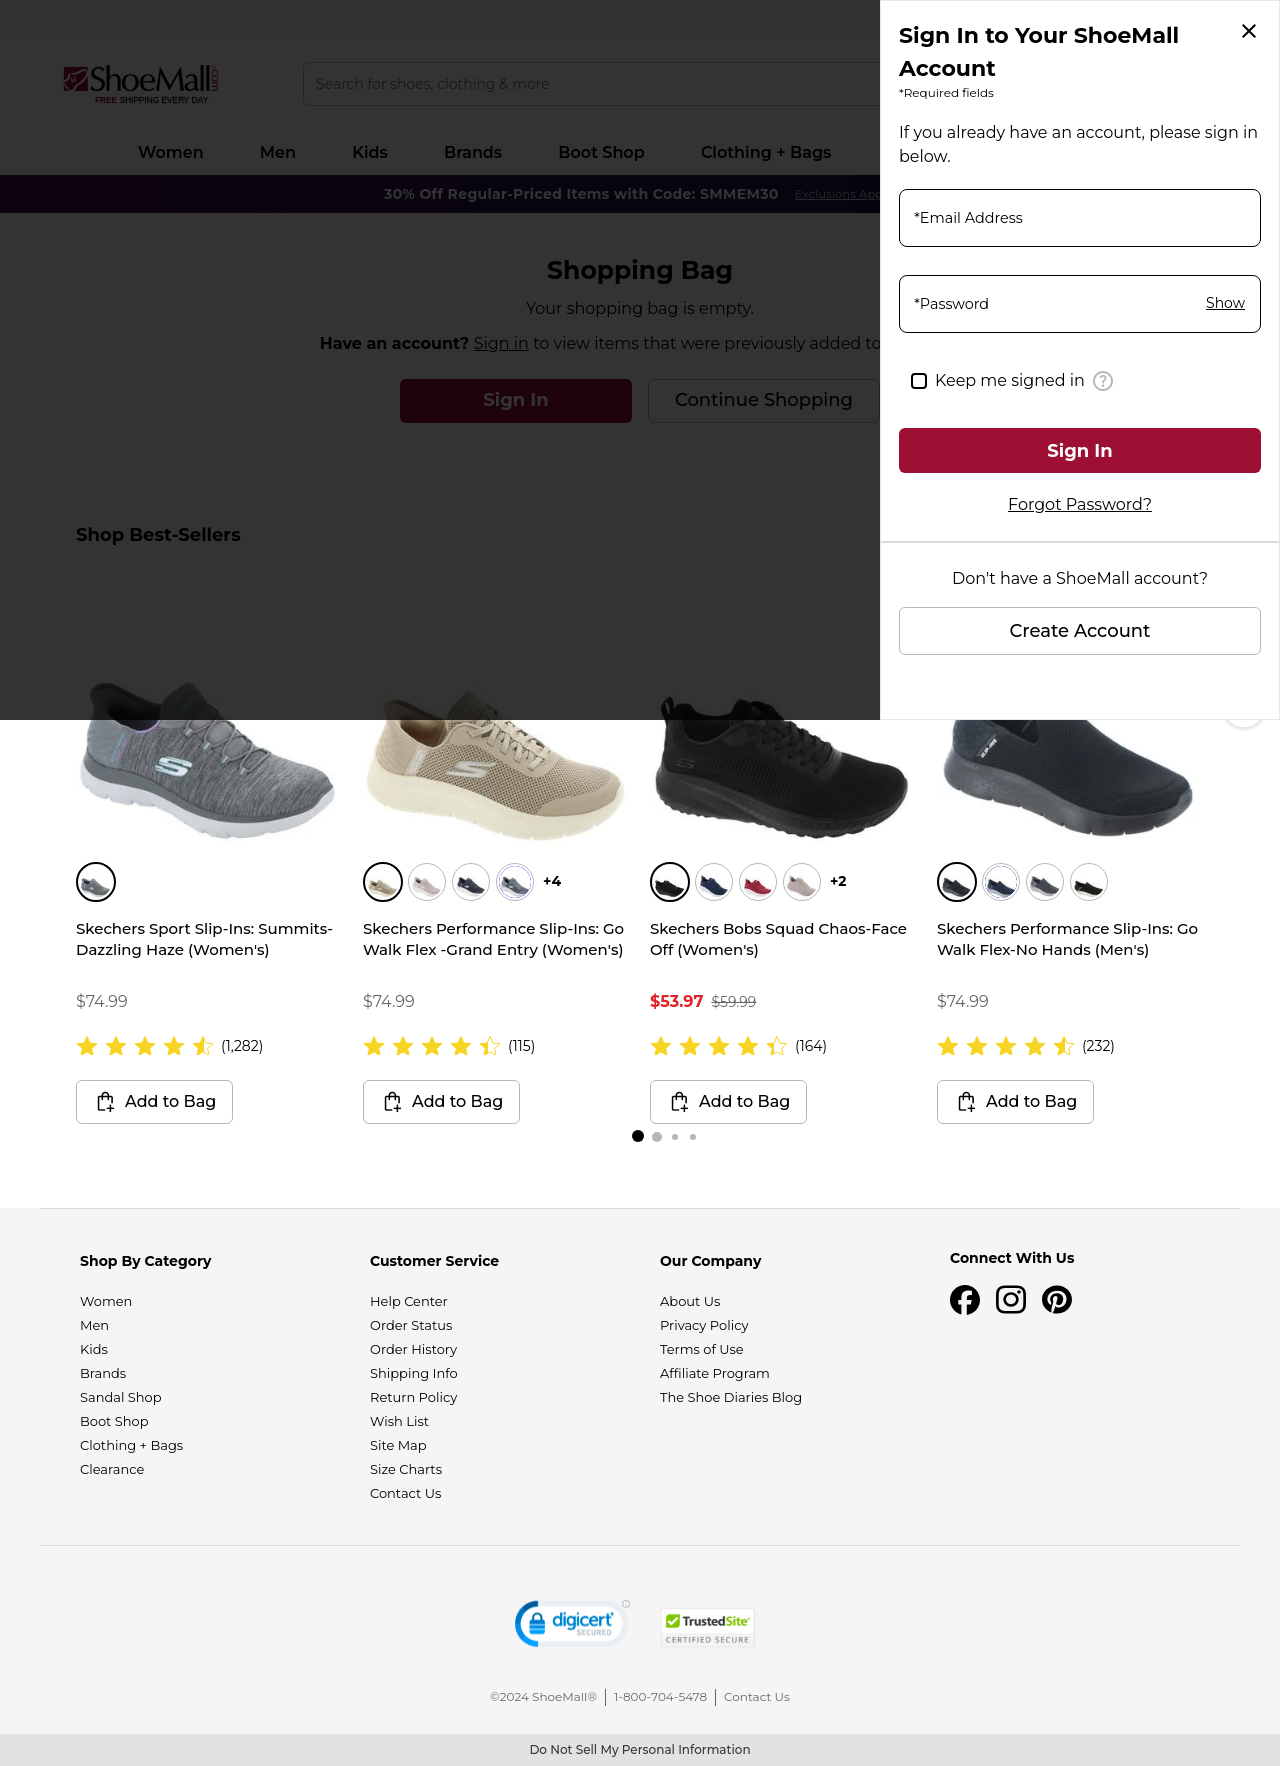 ShoeMall.com
FREE SHIPPING EVERY DAY
Search for shoes, clothing & more
Women Men Kids Brands Boot Shop Clothing + Bags
30% Off Regular-Priced Items with Code: SMMEM30 Exclusions App
Shopping Bag
Your shopping bag is empty.
Have an account? Sign in to view items that were previously added to
Sign In Continue Shopping
Shop Best-Sellers
Sign In to Your ShoeMall
Account
*Required fields
If you already have an account, please sign in
below.
*Email Address
*Password Show
Keep me signed in ?
Sign In
Forgot Password?
Don't have a ShoeMall account?
Create Account
+4
+2
Skechers Sport Slip-Ins: Summits-
Dazzling Haze (Women's)
$74.99
(1,282)
Add to Bag
Skechers Performance Slip-Ins: Go
Walk Flex -Grand Entry (Women's)
$74.99
(115)
Add to Bag
Skechers Bobs Squad Chaos-Face
Off (Women's)
$53.97 $59.99
(164)
Add to Bag
Skechers Performance Slip-Ins: Go
Walk Flex-No Hands (Men's)
$74.99
(232)
Add to Bag
Shop By Category
Women
Men
Kids
Brands
Sandal Shop
Boot Shop
Clothing + Bags
Clearance
Customer Service
Help Center
Order Status
Order History
Shipping Info
Return Policy
Wish List
Site Map
Size Charts
Contact Us
Our Company
About Us
Privacy Policy
Terms of Use
Affiliate Program
The Shoe Diaries Blog
Connect With Us
digicert
SECURED
TrustedSite
CERTIFIED SECURE
©2024 ShoeMall® | 1-800-704-5478 | Contact Us
Do Not Sell My Personal Information